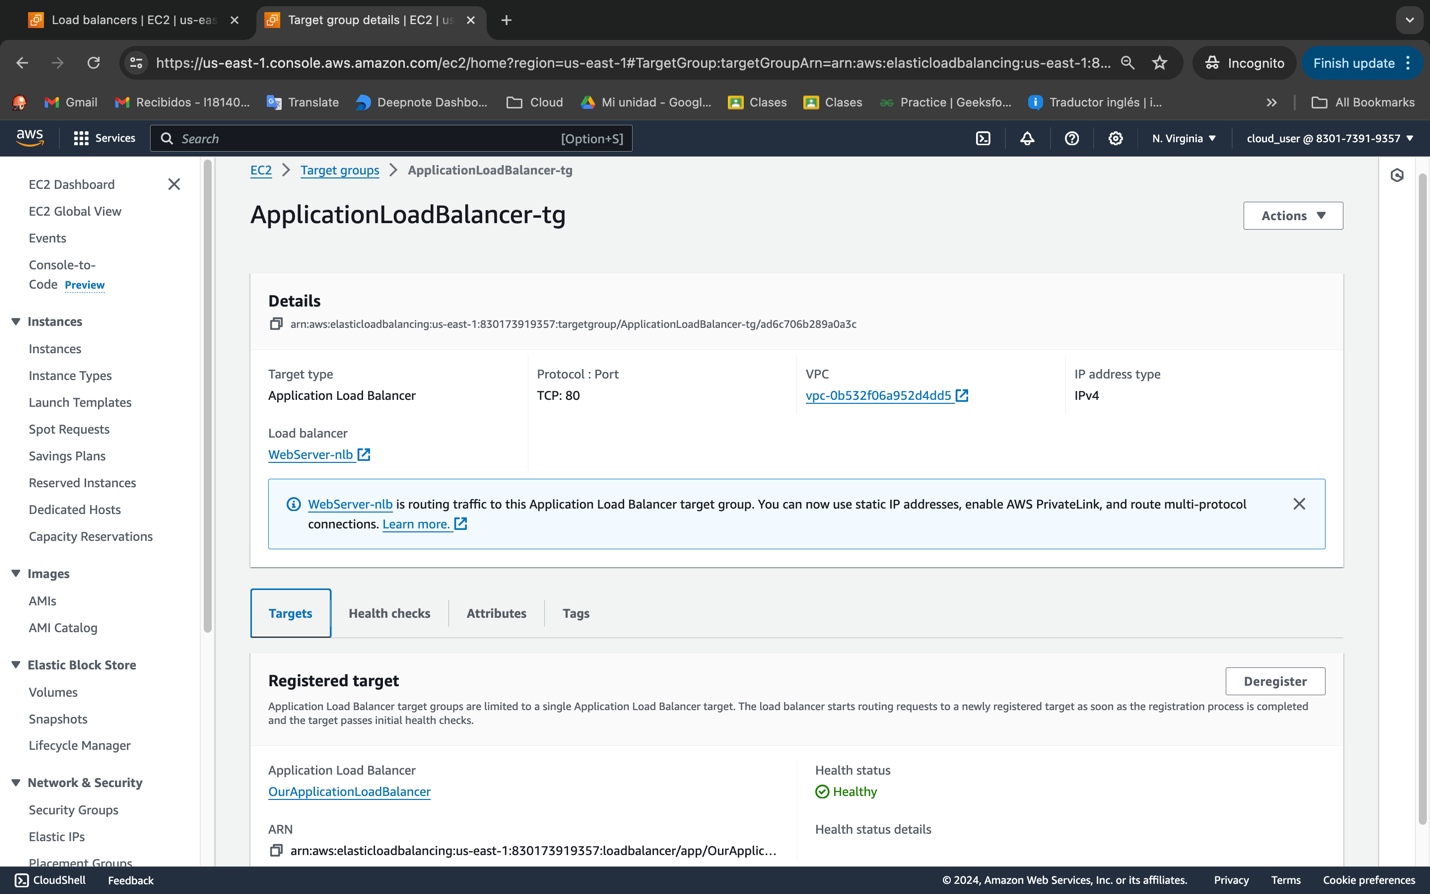 Load balancers | EC2 | us-eas
Target group details | EC2 | us
https://us-east-1.console.aws.amazon.com/ec2/home?region=us-east-1#TargetGroup:targetGroupArn=arn:aws:elasticloadbalancing:us-east-1:8...
Incognito
Finish update
Gmail
Recibidos - l18140...
Translate
Deepnote Dashbo...
Cloud
Mi unidad - Googl...
Clases
Clases
Practice | Geeksfo...
Traductor inglés | i...
All Bookmarks
aws
Services
Search
[Option+S]
N. Virginia
cloud_user @ 8301-7391-9357
EC2 Dashboard
EC2 Global View
Events
Console-to-
Code Preview
Instances
Instances
Instance Types
Launch Templates
Spot Requests
Savings Plans
Reserved Instances
Dedicated Hosts
Capacity Reservations
Images
AMIs
AMI Catalog
Elastic Block Store
Volumes
Snapshots
Lifecycle Manager
Network & Security
Security Groups
Elastic IPs
Placement Groups
EC2 > Target groups > ApplicationLoadBalancer-tg
ApplicationLoadBalancer-tg
Actions
Details
arn:aws:elasticloadbalancing:us-east-1:830173919357:targetgroup/ApplicationLoadBalancer-tg/ad6c706b289a0a3c
Target type
Application Load Balancer
Protocol : Port
TCP: 80
VPC
vpc-0b532f06a952d4dd5
IP address type
IPv4
Load balancer
WebServer-nlb
WebServer-nlb is routing traffic to this Application Load Balancer target group. You can now use static IP addresses, enable AWS PrivateLink, and route multi-protocol
connections. Learn more.
Targets
Health checks
Attributes
Tags
Registered target
Deregister
Application Load Balancer target groups are limited to a single Application Load Balancer target. The load balancer starts routing requests to a newly registered target as soon as the registration process is completed
and the target passes initial health checks.
Application Load Balancer
OurApplicationLoadBalancer
Health status
Healthy
ARN
arn:aws:elasticloadbalancing:us-east-1:830173919357:loadbalancer/app/OurApplic...
Health status details
CloudShell
Feedback
© 2024, Amazon Web Services, Inc. or its affiliates.
Privacy
Terms
Cookie preferences